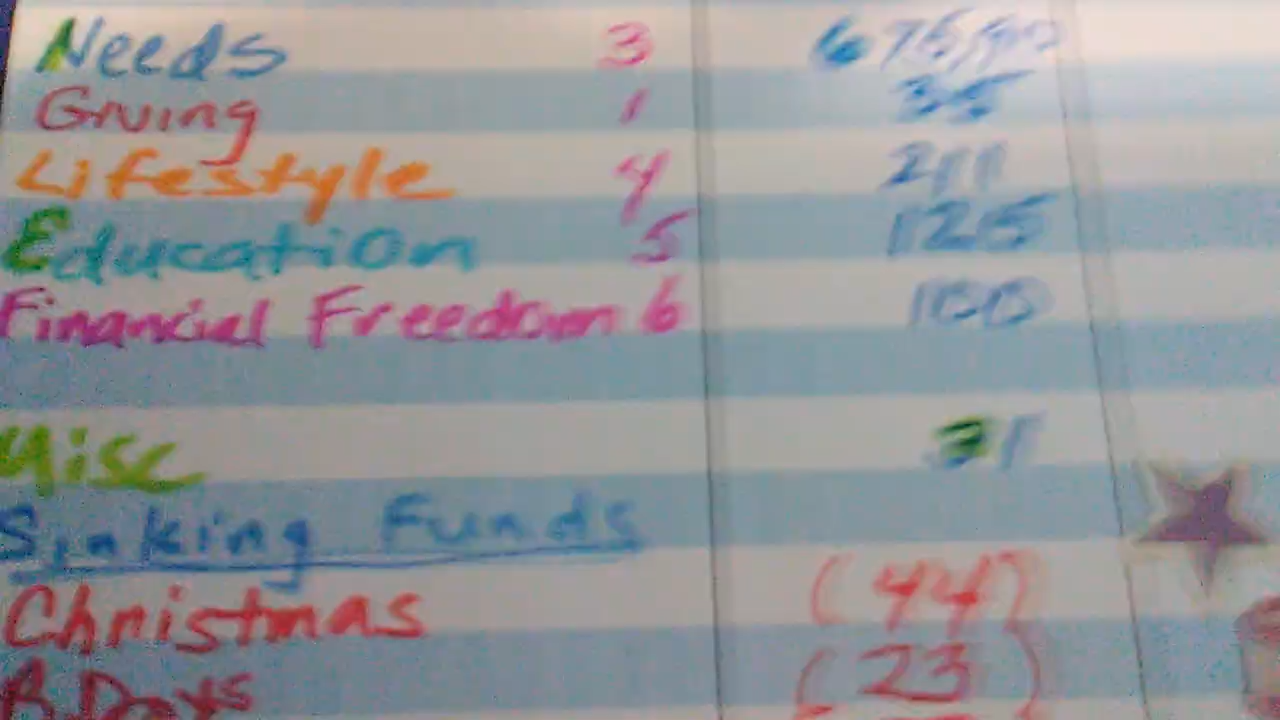 Needs 3
Giving 1 35
Lifestyle 4 211
Education 5 125
Financial Freedom 6 100
Misc
Sinking Funds
Christmas (44)
B.Days (23)